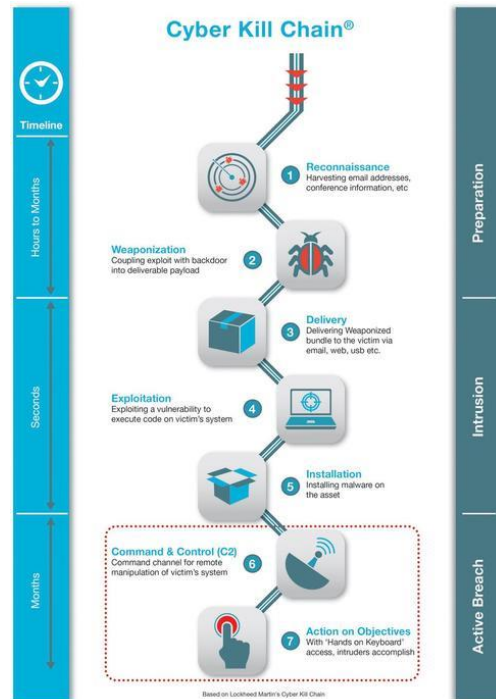 Cyber Kill Chain®
Timeline
Hours to Months
Preparation
1
Reconnaissance
Harvesting email addresses,
conference information, etc
Weaponization
Coupling exploit with backdoor
into deliverable payload
2
Seconds
Intrusion
3
Delivery
Delivering Weaponized
bundle to the victim via
email, web, usb etc.
Exploitation
Exploiting a vulnerability to
execute code on victim's system
4
5
Installation
Installing malware on
the asset
Months
Active Breach
Command & Control (C2)
Command channel for remote
manipulation of victim's system
6
7
Action on Objectives
With 'Hands on Keyboard'
access, intruders accomplish
Based on Lockheed Martin's Cyber Kill Chain